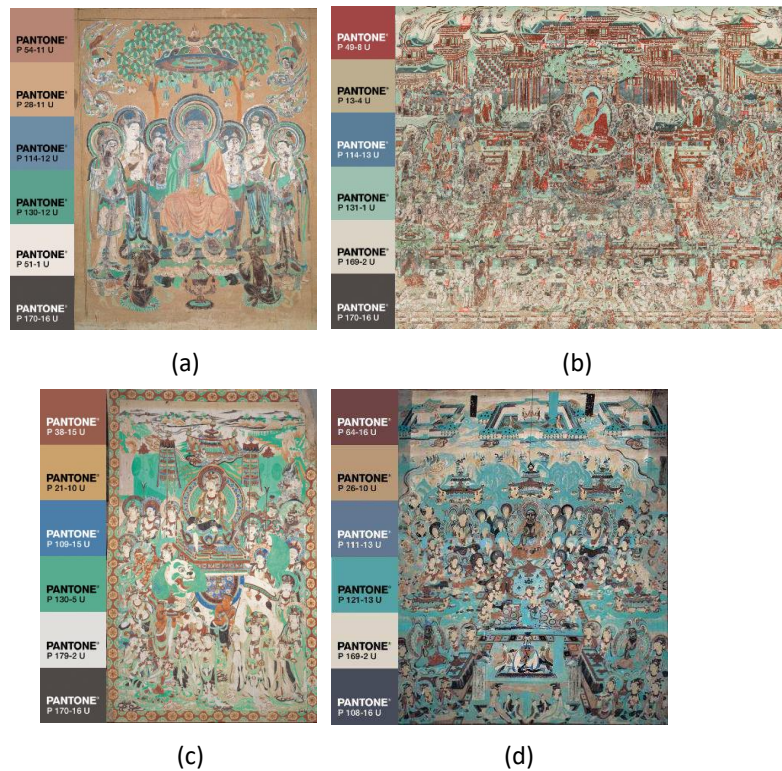 PANTONE®
P 54-11 U
PANTONE®
P 28-11 U
PANTONE®
P 114-12 U
PANTONE®
P 130-12 U
PANTONE®
P 51-1 U
PANTONE®
P 170-16 U
(a)
PANTONE®
P 49-8 U
PANTONE®
P 13-4 U
PANTONE®
P 114-13 U
PANTONE®
P 131-1 U
PANTONE®
P 169-2 U
PANTONE®
P 170-16 U
(b)
PANTONE®
P 38-15 U
PANTONE®
P 21-10 U
PANTONE®
P 109-15 U
PANTONE®
P 130-5 U
PANTONE®
P 179-2 U
PANTONE®
P 170-16 U
(c)
PANTONE®
P 64-16 U
PANTONE®
P 26-10 U
PANTONE®
P 111-13 U
PANTONE®
P 121-13 U
PANTONE®
P 169-2 U
PANTONE®
P 108-16 U
(d)